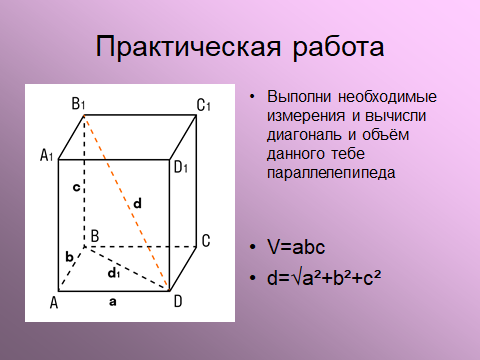 Практическая работа
B₁
C₁
A₁
D₁
c
d
B
C
b
d₁
A
a
D
• Выполни необходимые
измерения и вычисли
диагональ и объём
данного тебе
параллелепипеда
• V=abc
• d=√a²+b²+c²